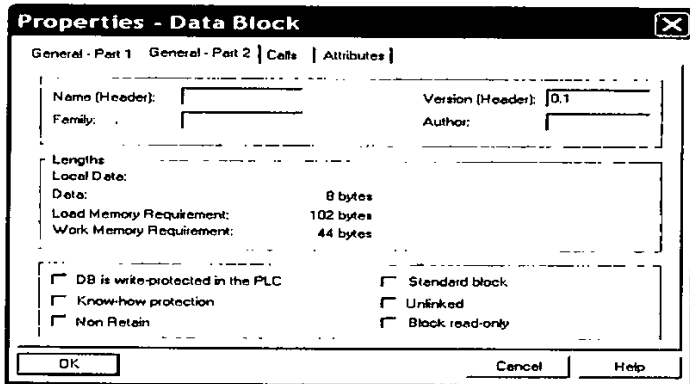 Properties - Data Block
General - Part 1 General - Part 2 Calls Attributes
Name (Header): Version (Header): 0.1
Family: Author:
Lengths
Local Data:
Data: 8 bytes
Load Memory Requirement: 102 bytes
Work Memory Requirement: 44 bytes
DB is write-protected in the PLC Standard block
Know-how protection Unlinked
Non Retain Block read-only
OK Cancel Help